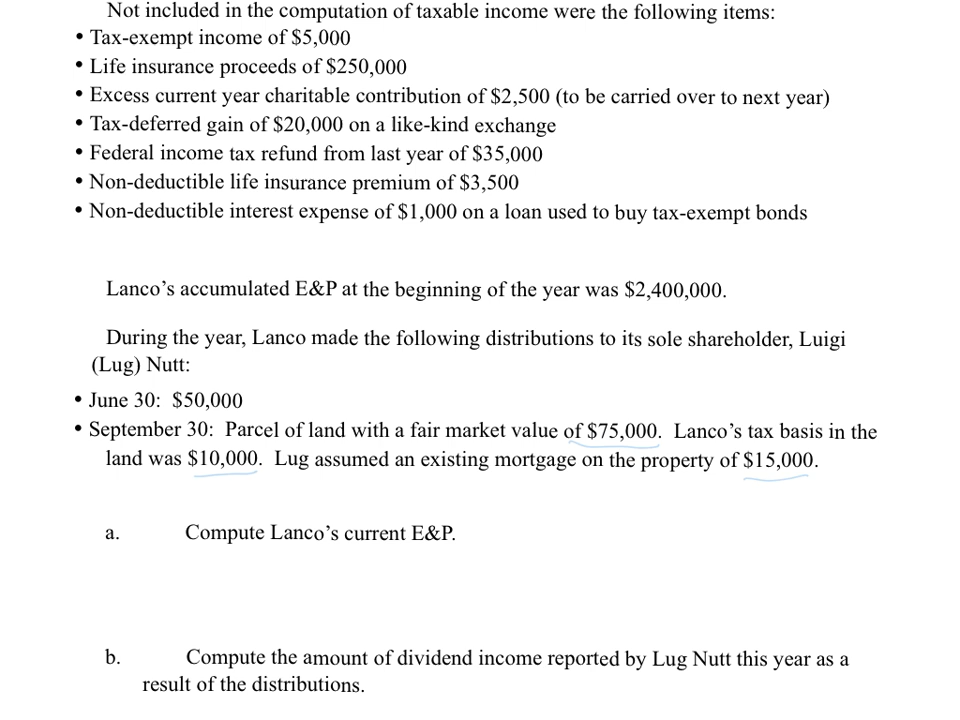 Not included in the computation of taxable income were the following items:
• Tax-exempt income of $5,000
• Life insurance proceeds of $250,000
• Excess current year charitable contribution of $2,500 (to be carried over to next year)
• Tax-deferred gain of $20,000 on a like-kind exchange
• Federal income tax refund from last year of $35,000
• Non-deductible life insurance premium of $3,500
• Non-deductible interest expense of $1,000 on a loan used to buy tax-exempt bonds
Lanco’s accumulated E&P at the beginning of the year was $2,400,000.
During the year, Lanco made the following distributions to its sole shareholder, Luigi
(Lug) Nutt:
• June 30: $50,000
• September 30: Parcel of land with a fair market value of $75,000. Lanco’s tax basis in the
land was $10,000. Lug assumed an existing mortgage on the property of $15,000.
a. Compute Lanco’s current E&P.
b. Compute the amount of dividend income reported by Lug Nutt this year as a
result of the distributions.